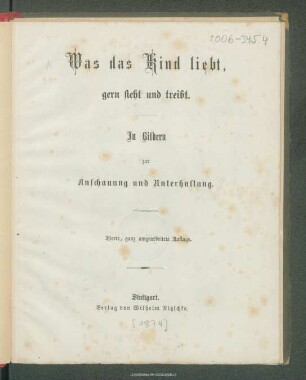 2006-3454
Was das Kind liebt,
gern sieht und treibt.
In Bildern
zur
Anschauung und Unterhaltung.
Vierte, ganz umgearbeitete Auflage.
Stuttgart.
Verlag von Wilhelm Nitzschke.
[1874]